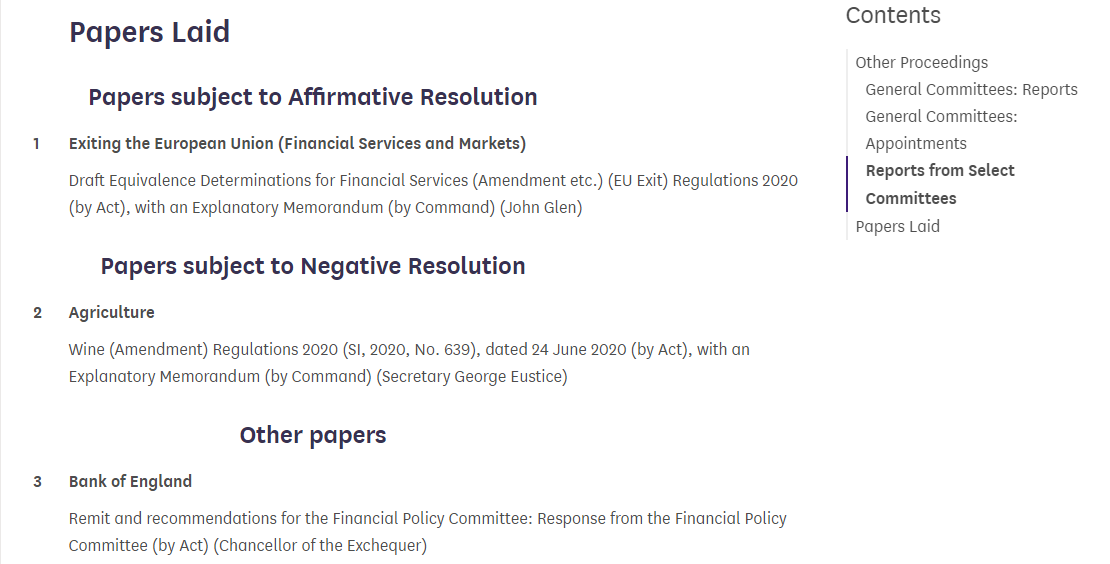 Papers Laid
Papers subject to Affirmative Resolution
1 Exiting the European Union (Financial Services and Markets)
Draft Equivalence Determinations for Financial Services (Amendment etc.) (EU Exit) Regulations 2020
(by Act), with an Explanatory Memorandum (by Command) (John Glen)
Papers subject to Negative Resolution
2 Agriculture
Wine (Amendment) Regulations 2020 (SI, 2020, No. 639), dated 24 June 2020 (by Act), with an
Explanatory Memorandum (by Command) (Secretary George Eustice)
Other papers
3 Bank of England
Remit and recommendations for the Financial Policy Committee: Response from the Financial Policy
Committee (by Act) (Chancellor of the Exchequer)
Contents
Other Proceedings
General Committees: Reports
General Committees:
Appointments
Reports from Select
Committees
Papers Laid